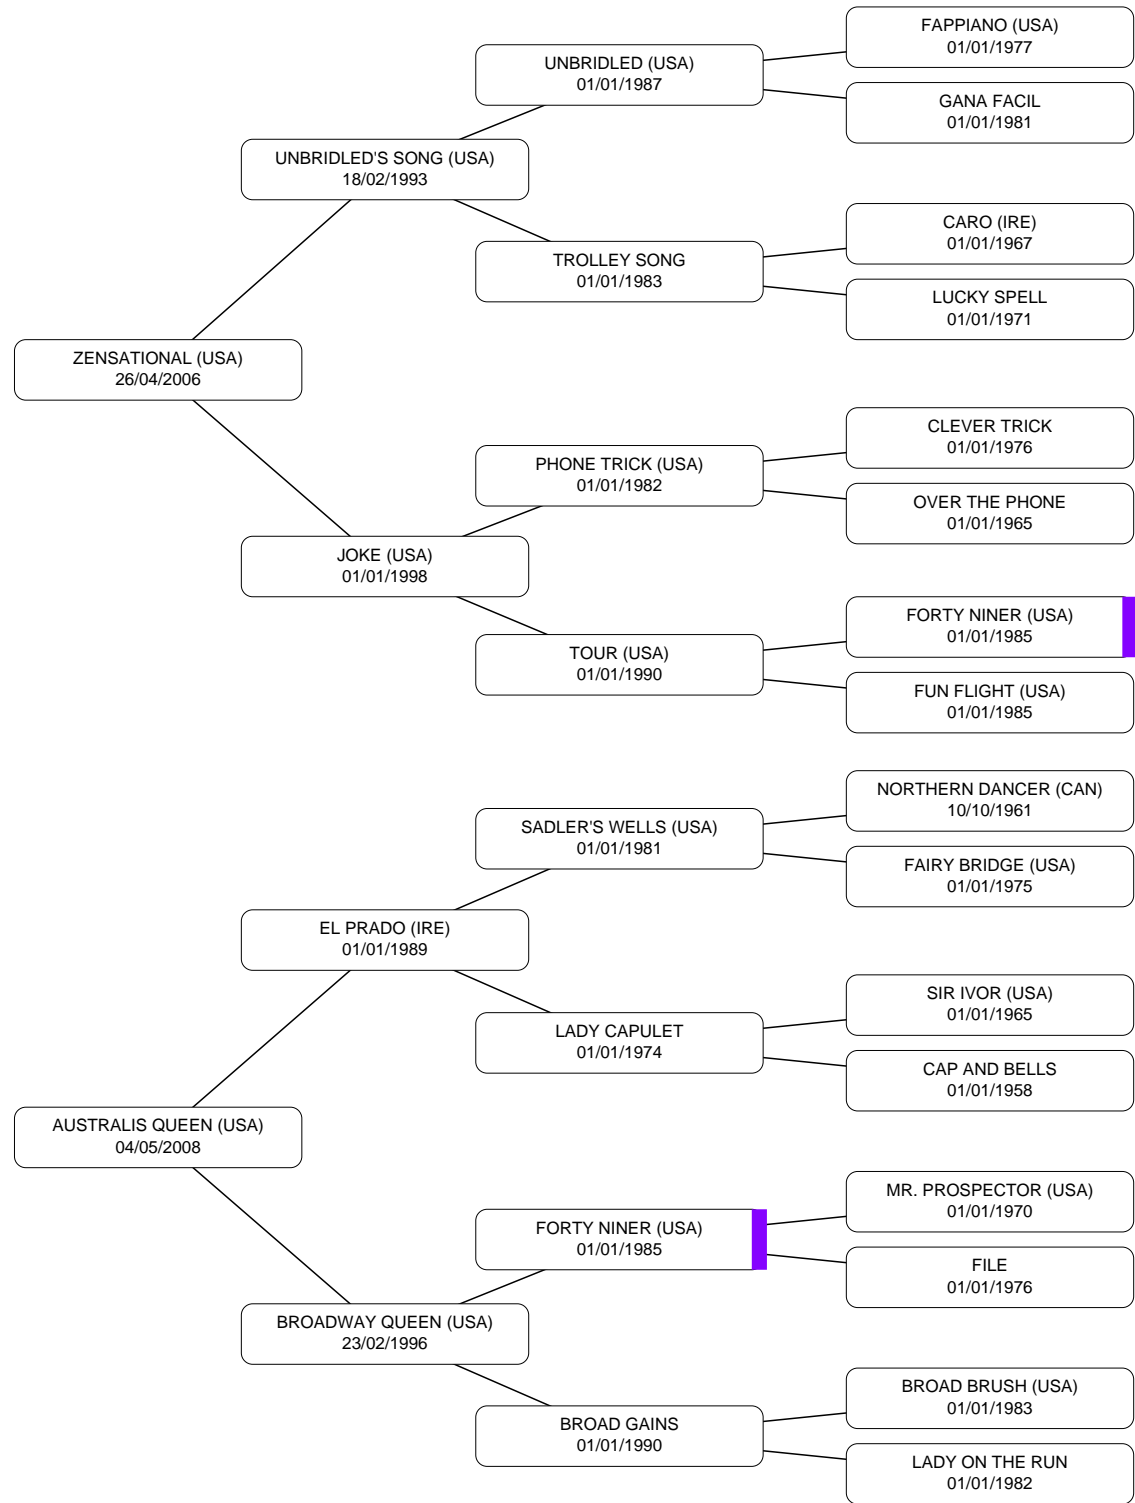 FAPPIANO (USA)
01/01/1977
UNBRIDLED (USA)
01/01/1987
GANA FACIL
01/01/1981
UNBRIDLED'S SONG (USA)
18/02/1993
CARO (IRE)
01/01/1967
TROLLEY SONG
01/01/1983
LUCKY SPELL
01/01/1971
ZENSATIONAL (USA)
26/04/2006
CLEVER TRICK
01/01/1976
PHONE TRICK (USA)
01/01/1982
OVER THE PHONE
01/01/1965
JOKE (USA)
01/01/1998
FORTY NINER (USA)
01/01/1985
TOUR (USA)
01/01/1990
FUN FLIGHT (USA)
01/01/1985
NORTHERN DANCER (CAN)
10/10/1961
SADLER'S WELLS (USA)
01/01/1981
FAIRY BRIDGE (USA)
01/01/1975
EL PRADO (IRE)
01/01/1989
SIR IVOR (USA)
01/01/1965
LADY CAPULET
01/01/1974
CAP AND BELLS
01/01/1958
AUSTRALIS QUEEN (USA)
04/05/2008
MR. PROSPECTOR (USA)
01/01/1970
FORTY NINER (USA)
01/01/1985
FILE
01/01/1976
BROADWAY QUEEN (USA)
23/02/1996
BROAD BRUSH (USA)
01/01/1983
BROAD GAINS
01/01/1990
LADY ON THE RUN
01/01/1982